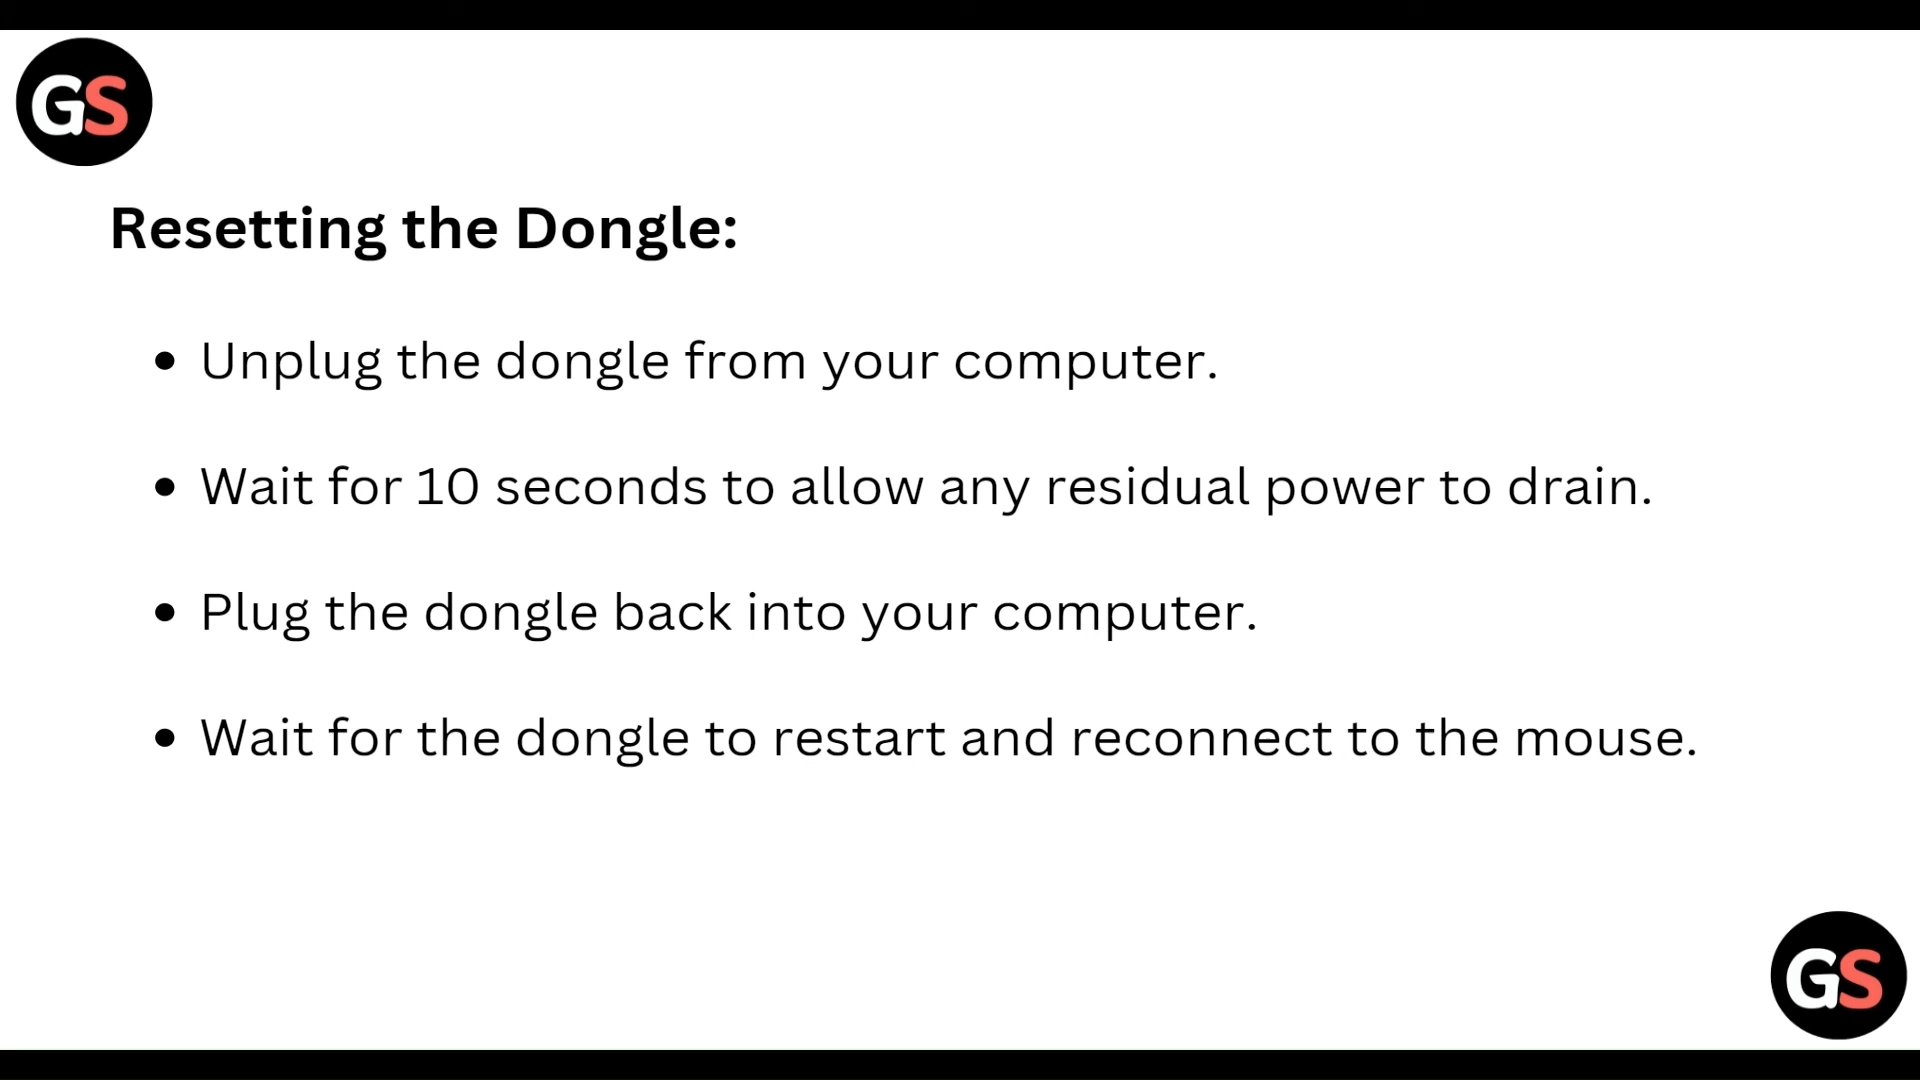 GS
Resetting the Dongle:
• Unplug the dongle from your computer.
• Wait for 10 seconds to allow any residual power to drain.
• Plug the dongle back into your computer.
• Wait for the dongle to restart and reconnect to the mouse.
GS